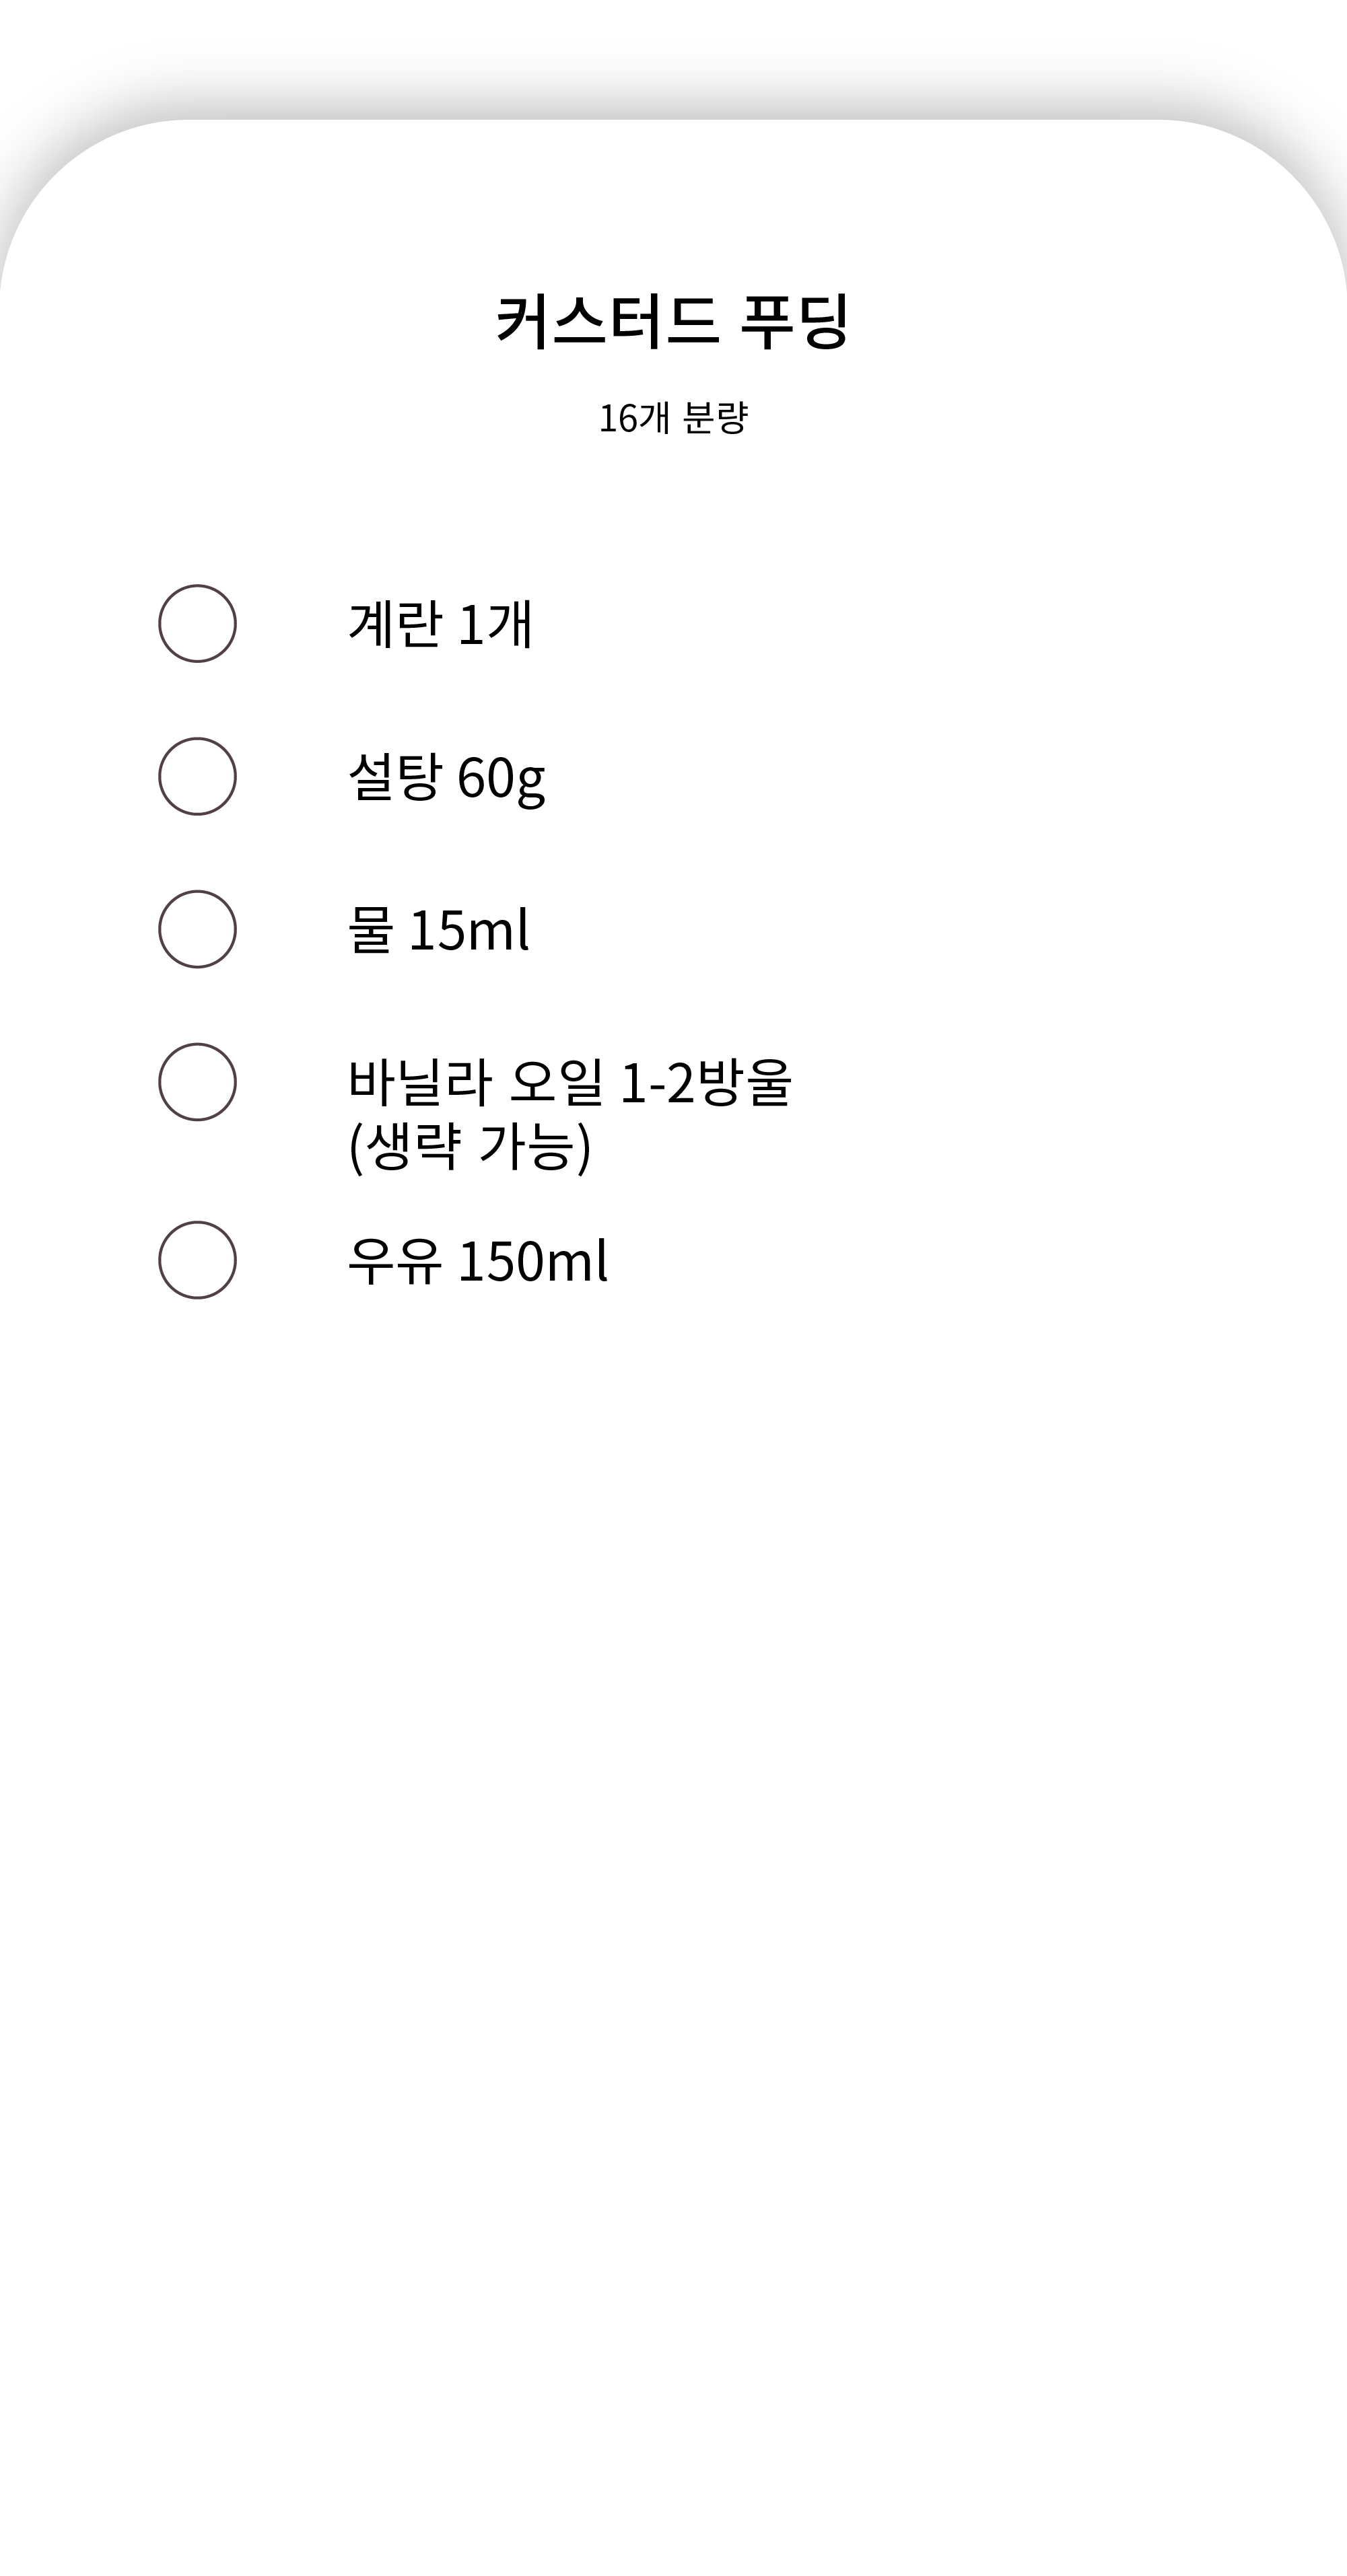 커스터드 푸딩
16개 분량
계란 1개
설탕 60g
물 15ml
바닐라 오일 1-2방울
(생략 가능)
우유 150ml